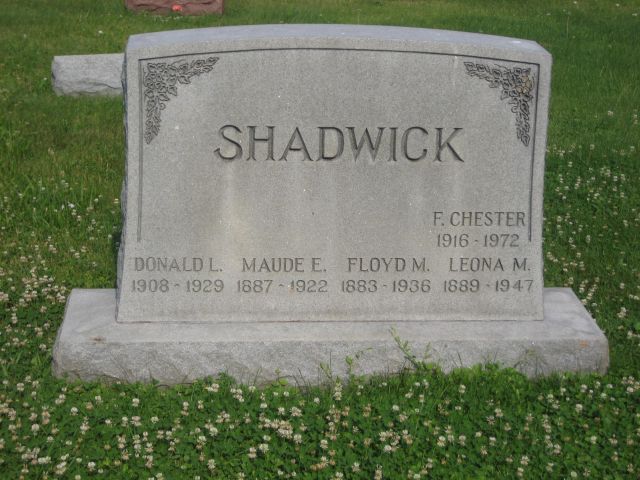 SHADWICK
F. CHESTER
1916 - 1972
DONALD L. MAUDE E. FLOYD M. LEONA M.
1908 - 1929 1887 - 1922 1883 - 1936 1889 - 1947